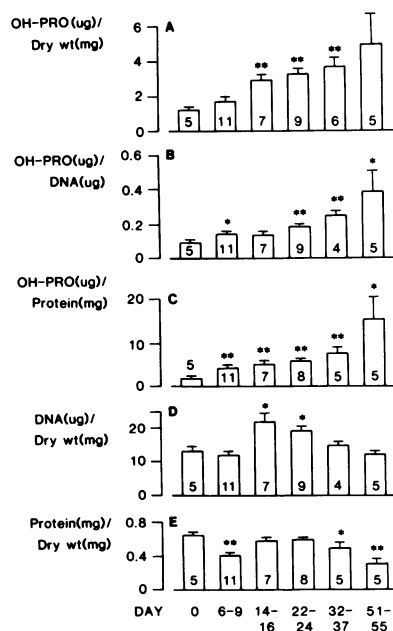 OH-PRO(ug)/
Dry wt(mg)
A
6
4
2
0
** ** **
5 11 7 9 6 5
OH-PRO(ug)/
DNA(ug)
B
0.6
0.4
0.2
0
* ** ** *
5 11 7 9 4 5
OH-PRO(ug)/
Protein(mg)
C
20
10
0
** ** ** ** *
5 11 7 8 5 5
DNA(ug)/
Dry wt(mg)
D
20
10
0
* *
5 11 7 9 4 5
Protein(mg)/
Dry wt(mg)
E
0.8
0.4
0
** * **
5 11 7 8 5 5
DAY 0 6-9 14- 22- 32- 51-
16 24 37 55